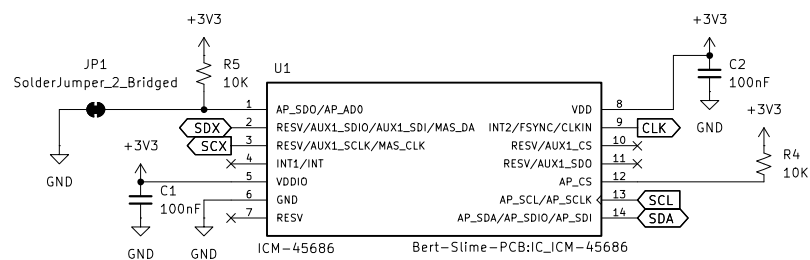 +3V3
JP1
SolderJumper_2_Bridged
R5
10K
U1
+3V3
C2
100nF
GND
1 AP_SDO/AP_AD0
SDX 2 RESV/AUX1_SDIO/AUX1_SDI/MAS_DA
SCX 3 RESV/AUX1_SCLK/MAS_CLK
4 INT1/INT
5 VDDIO
6 GND
7 RESV
VDD 8
INT2/FSYNC/CLKIN 9 CLK
RESV/AUX1_CS 10
RESV/AUX1_SDO 11
AP_CS 12
AP_SCL/AP_SCLK 13 SCL
AP_SDA/AP_SDIO/AP_SDI 14 SDA
+3V3
R4
10K
GND
+3V3
C1
100nF
GND
GND
ICM-45686
Bert-Slime-PCB:IC_ICM-45686